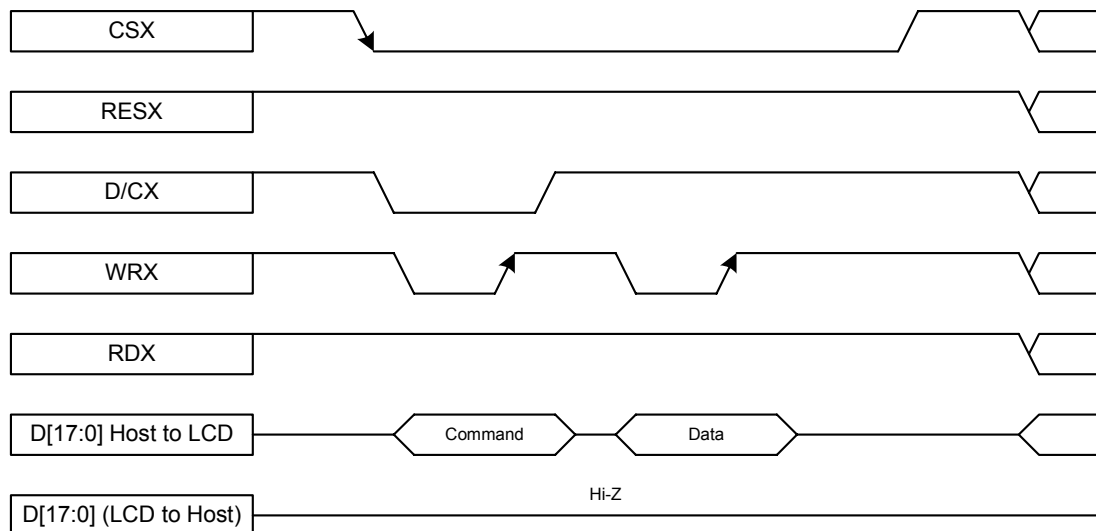 CSX
RESX
D/CX
WRX
RDX
D[17:0] Host to LCD
Command
Data
Hi-Z
D[17:0] (LCD to Host)